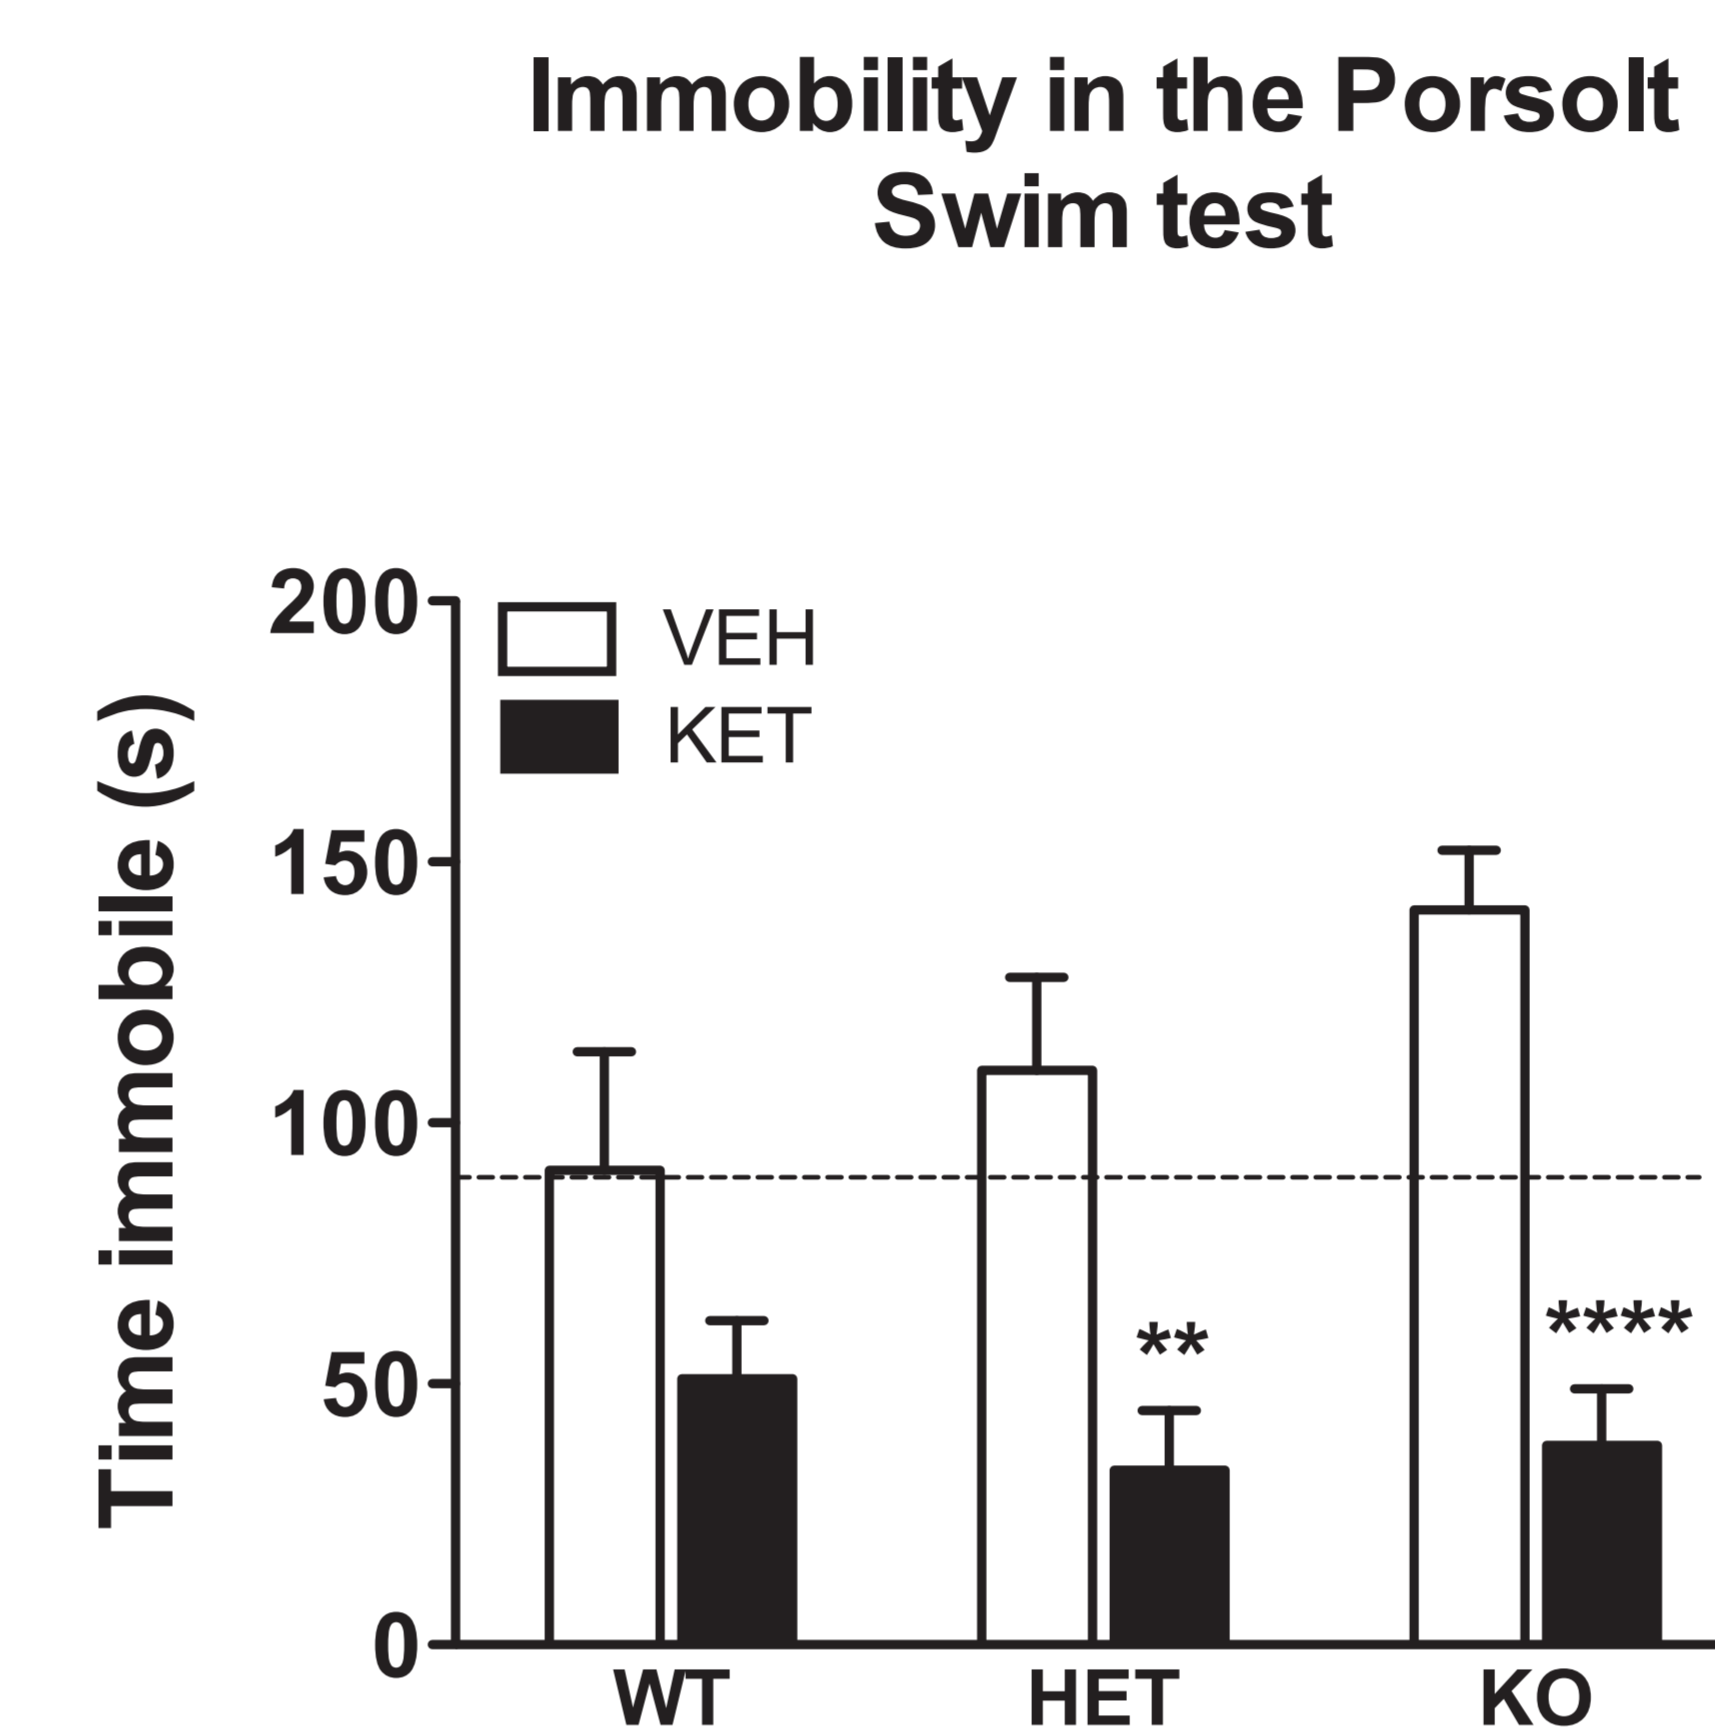 Immobility in the Porsolt
Swim test
Time immobile (s)
200
150
100
50
0
VEH
KET
**
****
WT
HET
KO